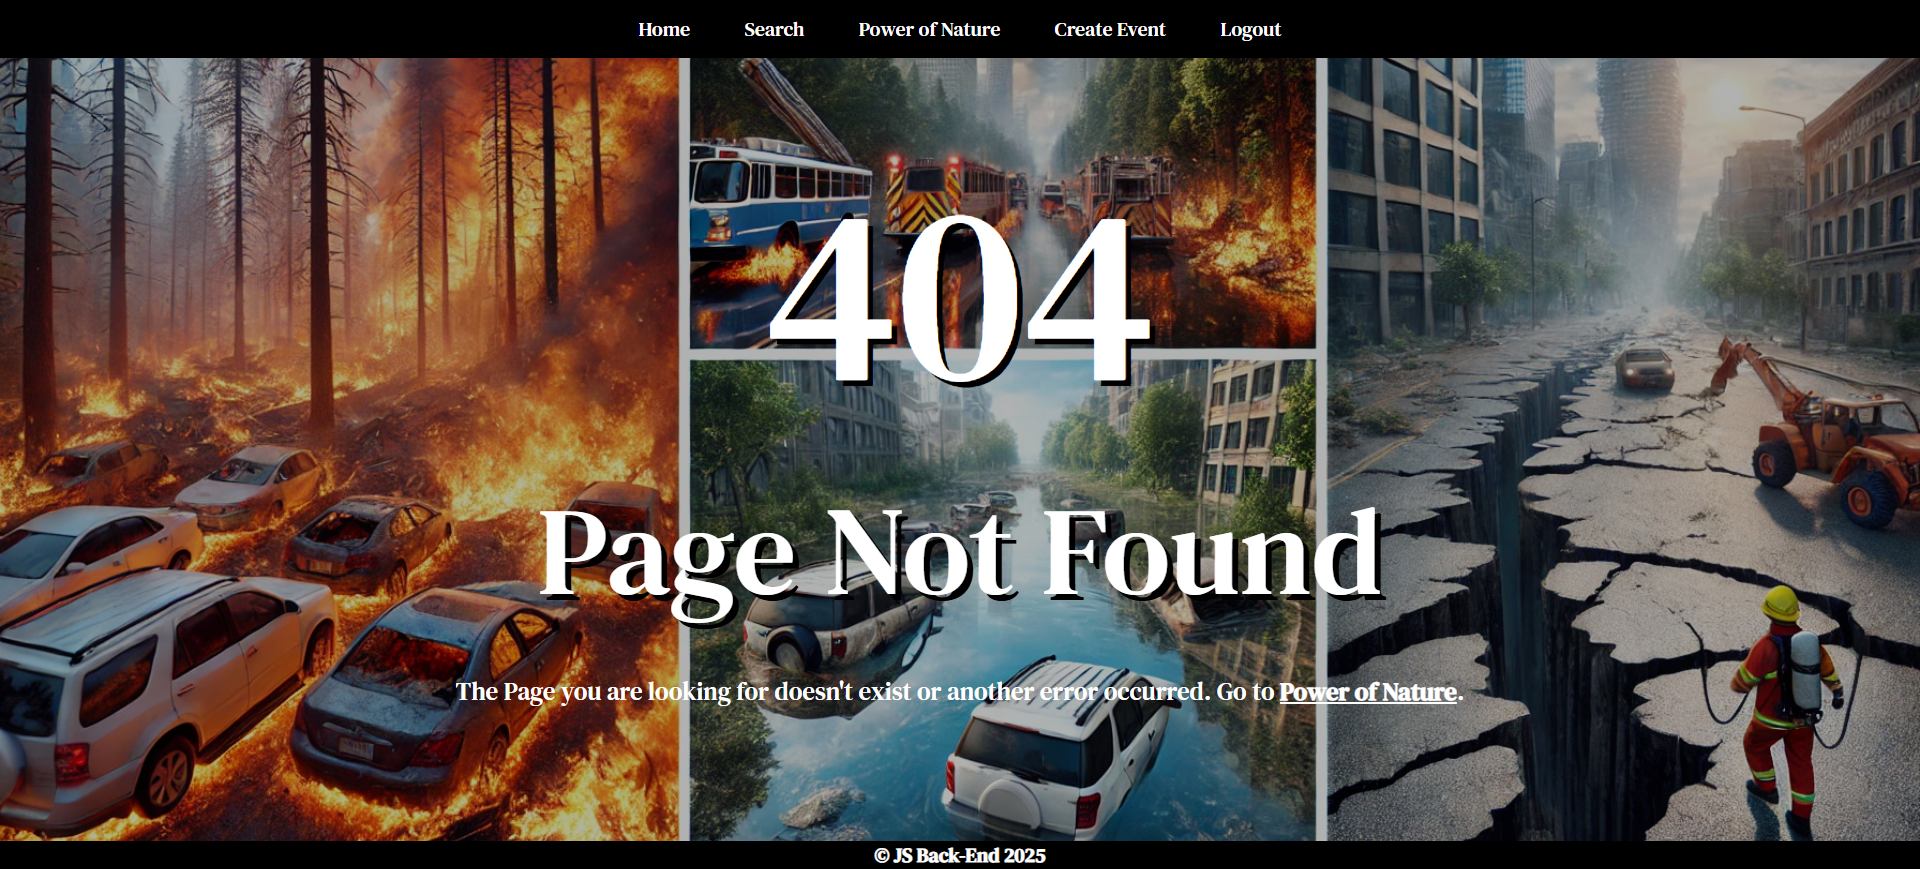 Home Search Power of Nature Create Event Logout
404
Page Not Found
The Page you are looking for doesn't exist or another error occurred. Go to Power of Nature.
© JS Back-End 2025